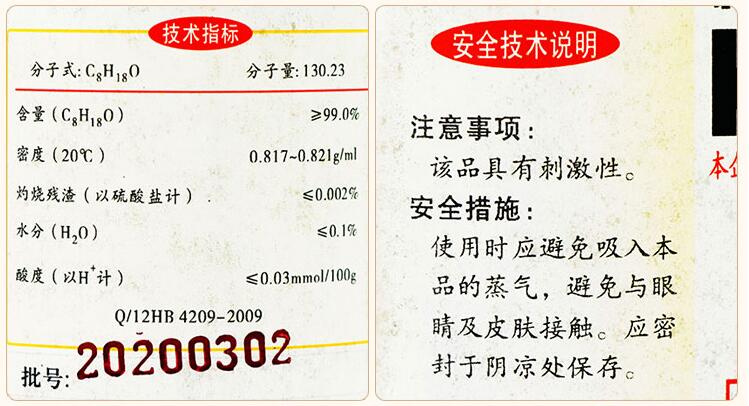 技术指标
分子式:C₈H₁₈O 分子量:130.23
含量(C₈H₁₈O) ≥99.0%
密度(20℃) 0.817~0.821g/ml
灼烧残渣(以硫酸盐计) ≤0.002%
水分(H₂O) ≤0.1%
酸度(以H⁺计) ≤0.03mmol/100g
Q/12HB 4209-2009
批号: 20200302
安全技术说明
注意事项:
该品具有刺激性。
安全措施:
使用时应避免吸入本
品的蒸气，避免与眼
睛及皮肤接触。应密
封于阴凉处保存。
本